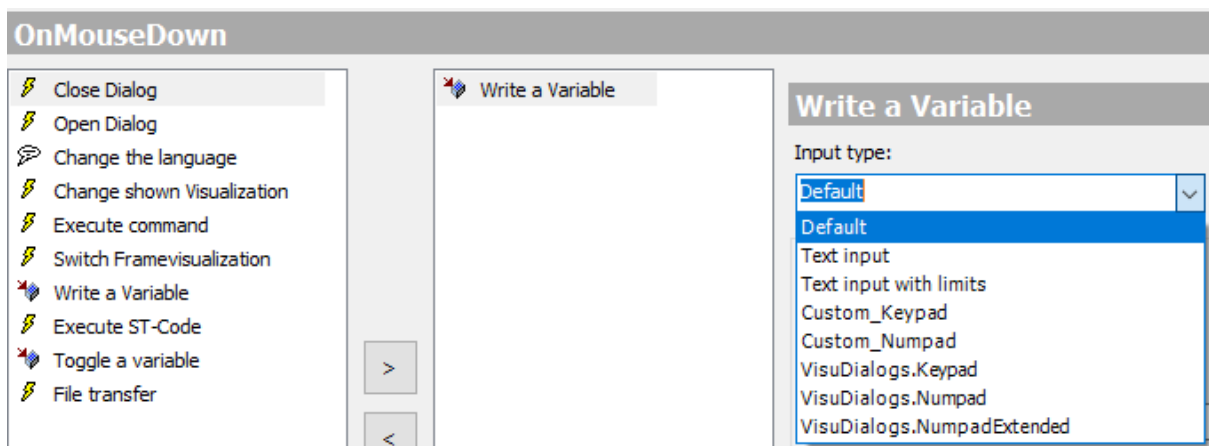 OnMouseDown
Close Dialog
Open Dialog
Change the language
Change shown Visualization
Execute command
Switch Framevisualization
Write a Variable
Execute ST-Code
Toggle a variable
File transfer
>
<
Write a Variable
Write a Variable
Input type:
Default
Default
Text input
Text input with limits
Custom_Keypad
Custom_Numpad
VisuDialogs.Keypad
VisuDialogs.Numpad
VisuDialogs.NumpadExtended